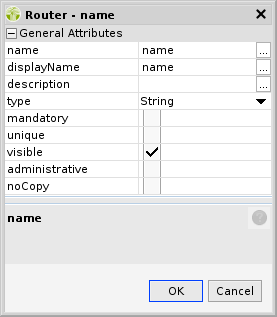 Router - name
General Attributes
name name ...
displayName name ...
description ...
type String
mandatory
unique
visible
administrative
noCopy
name
?
OK Cancel